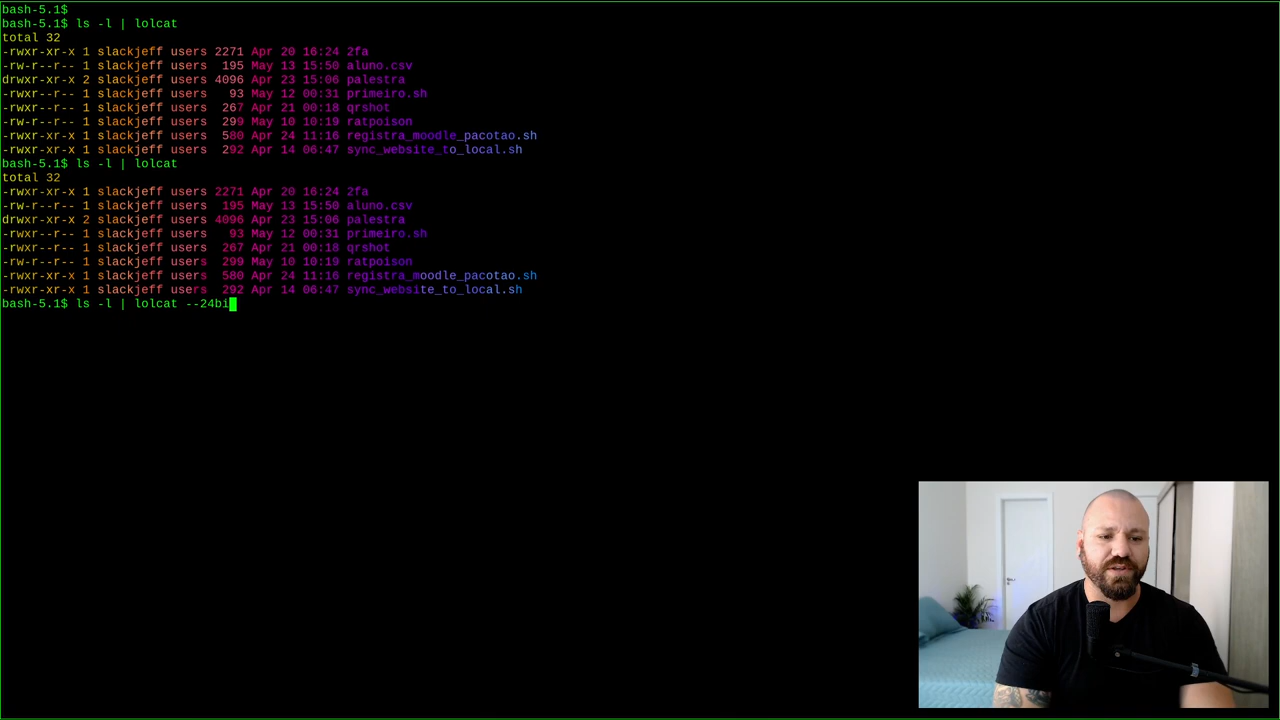 bash-5.1$
bash-5.1$ ls -l | lolcat
total 32
-rwxr-xr-x 1 slackjeff users 2271 Apr 20 16:24 2fa
-rw-r--r-- 1 slackjeff users  195 May 13 15:50 aluno.csv
drwxr-xr-x 2 slackjeff users 4096 Apr 23 15:06 palestra
-rwxr--r-- 1 slackjeff users   93 May 12 00:31 primeiro.sh
-rwxr-xr-x 1 slackjeff users  267 Apr 21 00:18 qrshot
-rw-r--r-- 1 slackjeff users  299 May 10 10:19 ratpoison
-rwxr-xr-x 1 slackjeff users  580 Apr 24 11:16 registra_moodle_pacotao.sh
-rwxr-xr-x 1 slackjeff users  292 Apr 14 06:47 sync_website_to_local.sh
bash-5.1$ ls -l | lolcat
total 32
-rwxr-xr-x 1 slackjeff users 2271 Apr 20 16:24 2fa
-rw-r--r-- 1 slackjeff users  195 May 13 15:50 aluno.csv
drwxr-xr-x 2 slackjeff users 4096 Apr 23 15:06 palestra
-rwxr--r-- 1 slackjeff users   93 May 12 00:31 primeiro.sh
-rwxr-xr-x 1 slackjeff users  267 Apr 21 00:18 qrshot
-rw-r--r-- 1 slackjeff users  299 May 10 10:19 ratpoison
-rwxr-xr-x 1 slackjeff users  580 Apr 24 11:16 registra_moodle_pacotao.sh
-rwxr-xr-x 1 slackjeff users  292 Apr 14 06:47 sync_website_to_local.sh
bash-5.1$ ls -l | lolcat --24bi